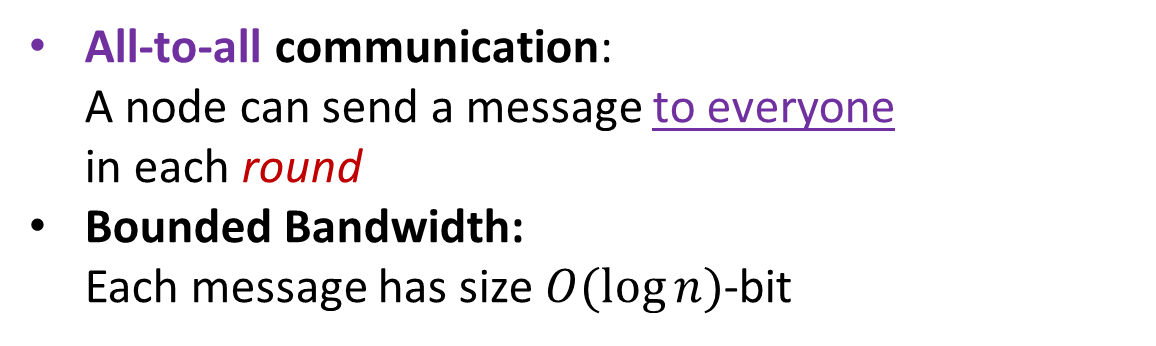 • All-to-all communication:
A node can send a message to everyone
in each round
• Bounded Bandwidth:
Each message has size O(log n)-bit